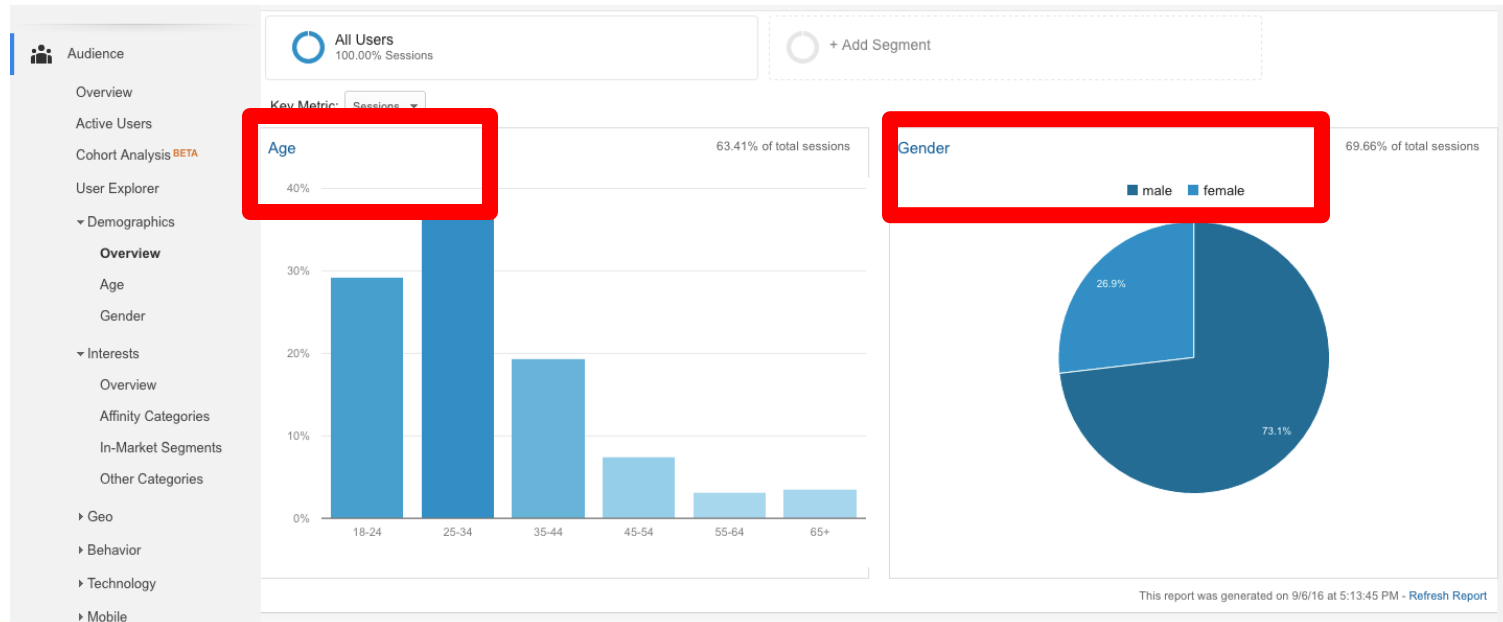 Audience
Overview
Active Users
Cohort Analysis BETA
User Explorer
Demographics
Overview
Age
Gender
Interests
Overview
Affinity Categories
In-Market Segments
Other Categories
Geo
Behavior
Technology
Mobile
All Users
100.00% Sessions
+ Add Segment
Key Metric: Sessions
Age
63.41% of total sessions
40%
30%
20%
10%
0%
18-24 25-34 35-44 45-54 55-64 65+
Gender
69.66% of total sessions
male female
26.9%
73.1%
This report was generated on 9/6/16 at 5:13:45 PM - Refresh Report